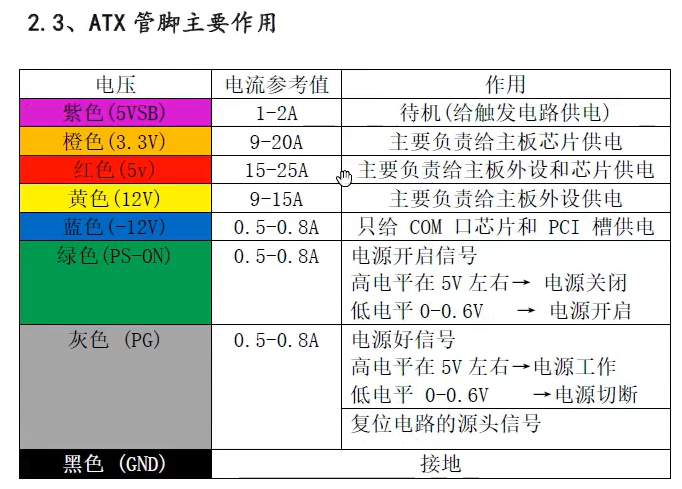 2.3、ATX 管脚主要作用
电压 电流参考值 作用
紫色(5VSB) 1-2A 待机(给触发电路供电)
橙色(3.3V) 9-20A 主要负责给主板芯片供电
红色(5v) 15-25A 主要负责给主板外设和芯片供电
黄色(12V) 9-15A 主要负责给主板外设供电
蓝色(-12V) 0.5-0.8A 只给 COM 口芯片和 PCI 槽供电
绿色(PS-ON) 0.5-0.8A 电源开启信号
高电平在 5V 左右→ 电源关闭
低电平 0-0.6V → 电源开启
灰色 (PG) 0.5-0.8A 电源好信号
高电平在 5V 左右→电源工作
低电平 0-0.6V →电源切断
复位电路的源头信号
黑色 (GND) 接地